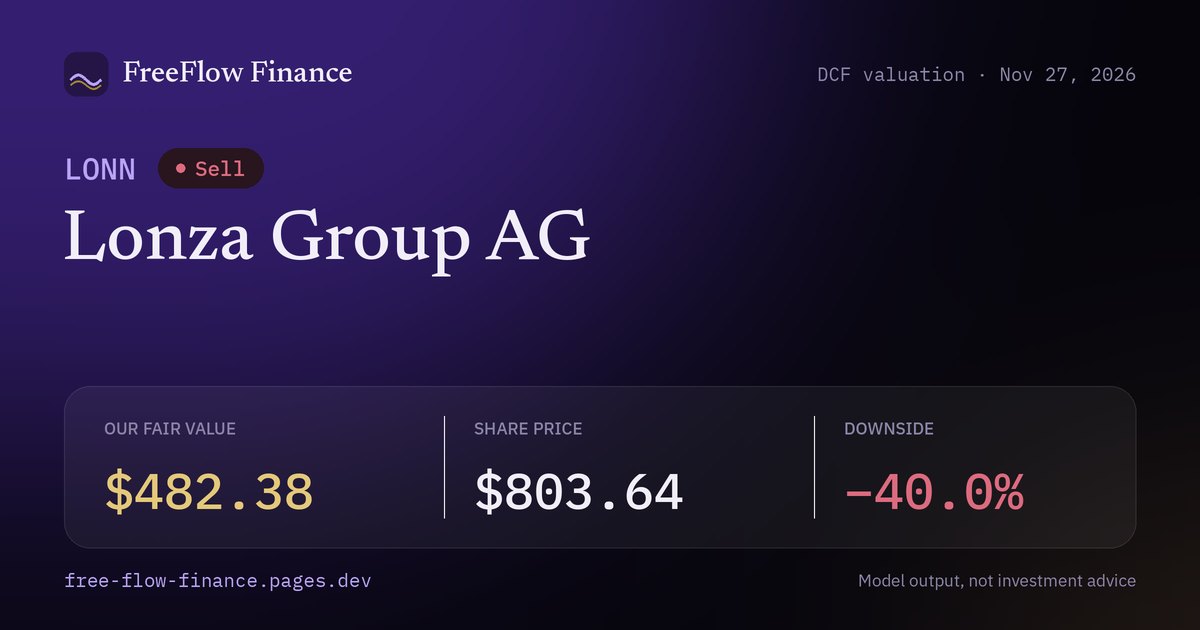 FreeFlow Finance
DCF valuation · Nov 27, 2026
LONN
Sell
Lonza Group AG
OUR FAIR VALUE
$482.38
SHARE PRICE
$803.64
DOWNSIDE
−40.0%
free-flow-finance.pages.dev
Model output, not investment advice